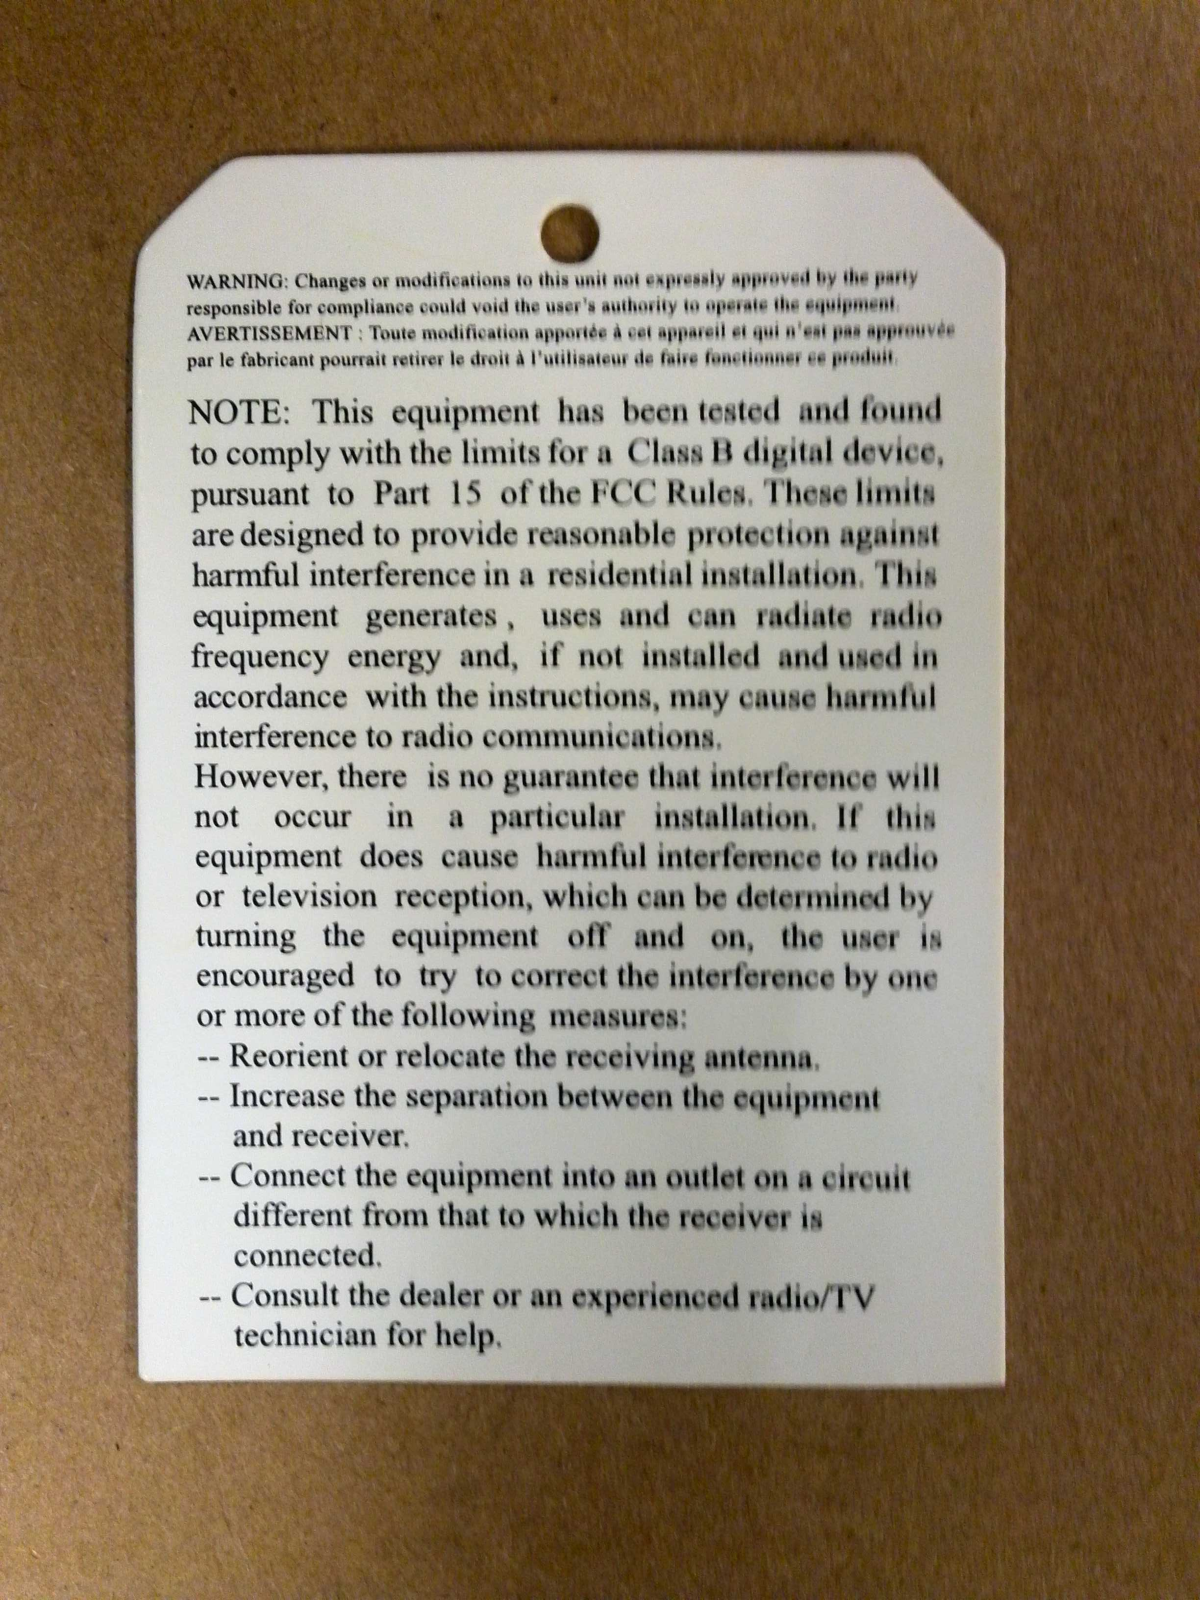 WARNING: Changes or modifications to this unit not expressly approved by the party
responsible for compliance could void the user's authority to operate the equipment.
AVERTISSEMENT : Toute modification apportée à cet appareil et qui n'est pas approuvée
par le fabricant pourrait retirer le droit à l'utilisateur de faire fonctionner ce produit.
NOTE: This equipment has been tested and found
to comply with the limits for a Class B digital device,
pursuant to Part 15 of the FCC Rules. These limits
are designed to provide reasonable protection against
harmful interference in a residential installation. This
equipment generates , uses and can radiate radio
frequency energy and, if not installed and used in
accordance with the instructions, may cause harmful
interference to radio communications.
However, there is no guarantee that interference will
not occur in a particular installation. If this
equipment does cause harmful interference to radio
or television reception, which can be determined by
turning the equipment off and on, the user is
encouraged to try to correct the interference by one
or more of the following measures:
-- Reorient or relocate the receiving antenna.
-- Increase the separation between the equipment
and receiver.
-- Connect the equipment into an outlet on a circuit
different from that to which the receiver is
connected.
-- Consult the dealer or an experienced radio/TV
technician for help.